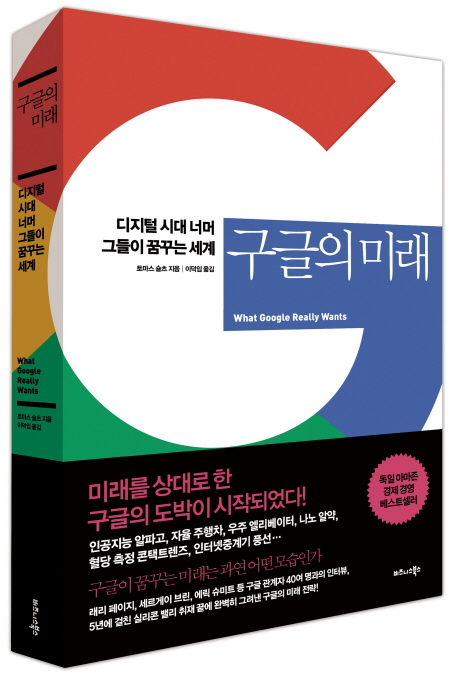 구글의
미래
디지털
시대
너머
그들이
꿈꾸는
세계
What
Google
Really
Wants
토마스 슐츠 지음
이덕임 옮김
비즈니스북스
디지털 시대 너머
그들이 꿈꾸는 세계
토마스 슐츠 지음 | 이덕임 옮김
구글의 미래
What Google Really Wants
미래를 상대로 한
구글의 도박이 시작되었다!
인공지능 알파고, 자율 주행차, 우주 엘리베이터, 나노 알약,
혈당 측정 콘택트렌즈, 인터넷중계기 풍선…
구글이 꿈꾸는 미래는 과연 어떤 모습인가
래리 페이지, 세르게이 브린, 에릭 슈미트 등 구글 관계자 40여 명과의 인터뷰,
5년에 걸친 실리콘 밸리 취재 끝에 완벽히 그려낸 구글의 미래 전략!
독일 아마존
경제 경영
베스트셀러
비즈니스북스